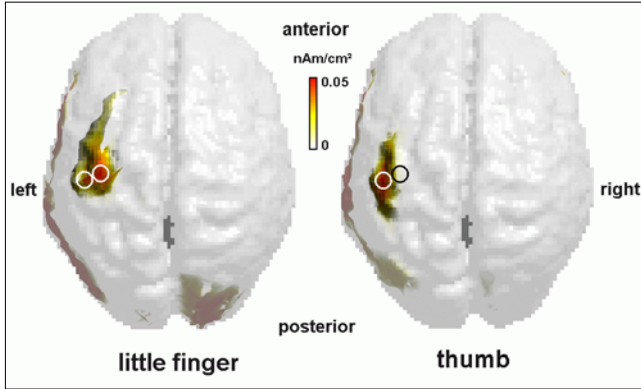 anterior
nAm/cm²
0.05
0
left
right
posterior
little finger
thumb